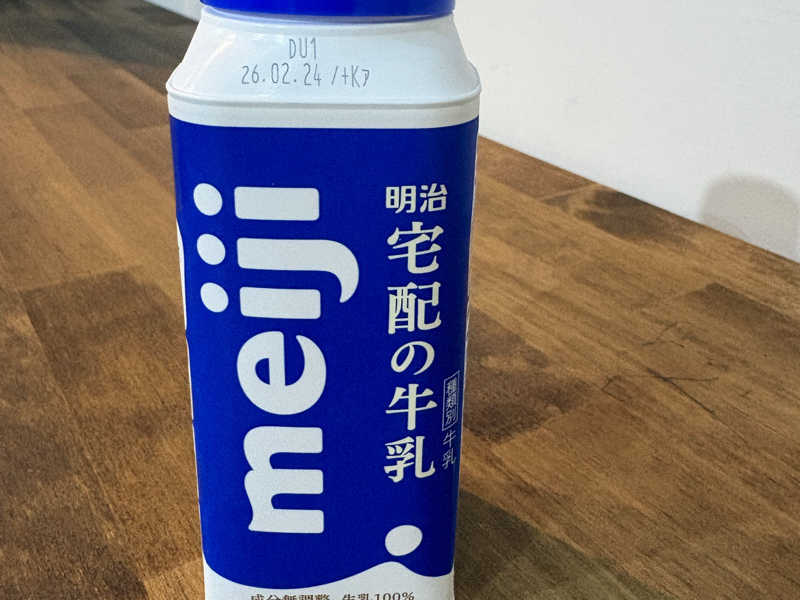 DU1
26.02.24 /+Kア
meiji
明治
宅配の牛乳
種類別 牛乳
成分無調整 生乳100%